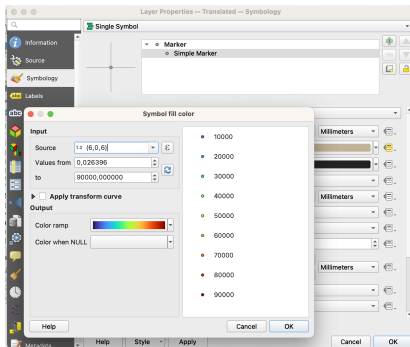 Layer Properties — Translated — Symbology
Information
Source
Symbology
abc Labels
abc
Metadata
Single Symbol
Marker
Simple Marker
Millimeters
Millimeters
Symbol fill color
Input
Source 1.2 (6,0,6) ε
Values from 0,026396
to 90000,000000
Apply transform curve
Output
Color ramp
Color when NULL
10000
20000
30000
40000
50000
60000
70000
80000
90000
Help Cancel OK
Help Style Apply Cancel OK